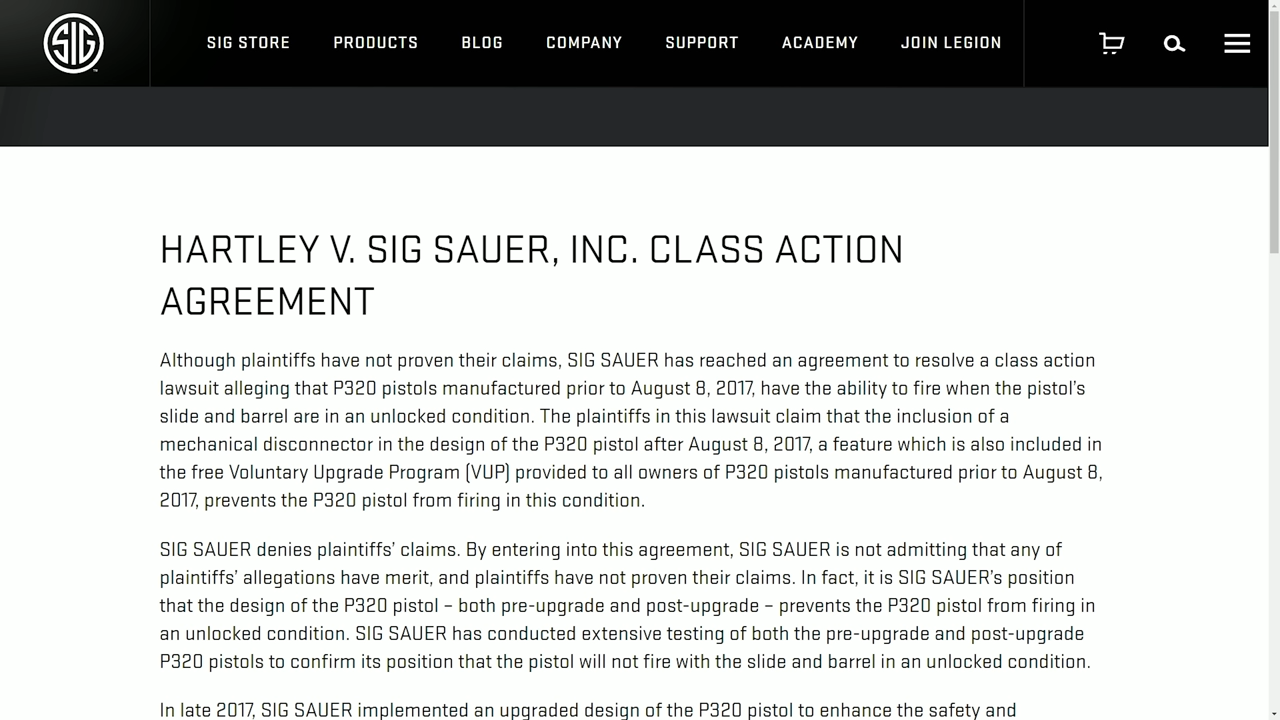 SIG
SIG STORE PRODUCTS BLOG COMPANY SUPPORT ACADEMY JOIN LEGION
HARTLEY V. SIG SAUER, INC. CLASS ACTION
AGREEMENT
Although plaintiffs have not proven their claims, SIG SAUER has reached an agreement to resolve a class action
lawsuit alleging that P320 pistols manufactured prior to August 8, 2017, have the ability to fire when the pistol’s
slide and barrel are in an unlocked condition. The plaintiffs in this lawsuit claim that the inclusion of a
mechanical disconnector in the design of the P320 pistol after August 8, 2017, a feature which is also included in
the free Voluntary Upgrade Program (VUP) provided to all owners of P320 pistols manufactured prior to August 8,
2017, prevents the P320 pistol from firing in this condition.
SIG SAUER denies plaintiffs’ claims. By entering into this agreement, SIG SAUER is not admitting that any of
plaintiffs’ allegations have merit, and plaintiffs have not proven their claims. In fact, it is SIG SAUER’s position
that the design of the P320 pistol – both pre-upgrade and post-upgrade – prevents the P320 pistol from firing in
an unlocked condition. SIG SAUER has conducted extensive testing of both the pre-upgrade and post-upgrade
P320 pistols to confirm its position that the pistol will not fire with the slide and barrel in an unlocked condition.
In late 2017, SIG SAUER implemented an upgraded design of the P320 pistol to enhance the safety and